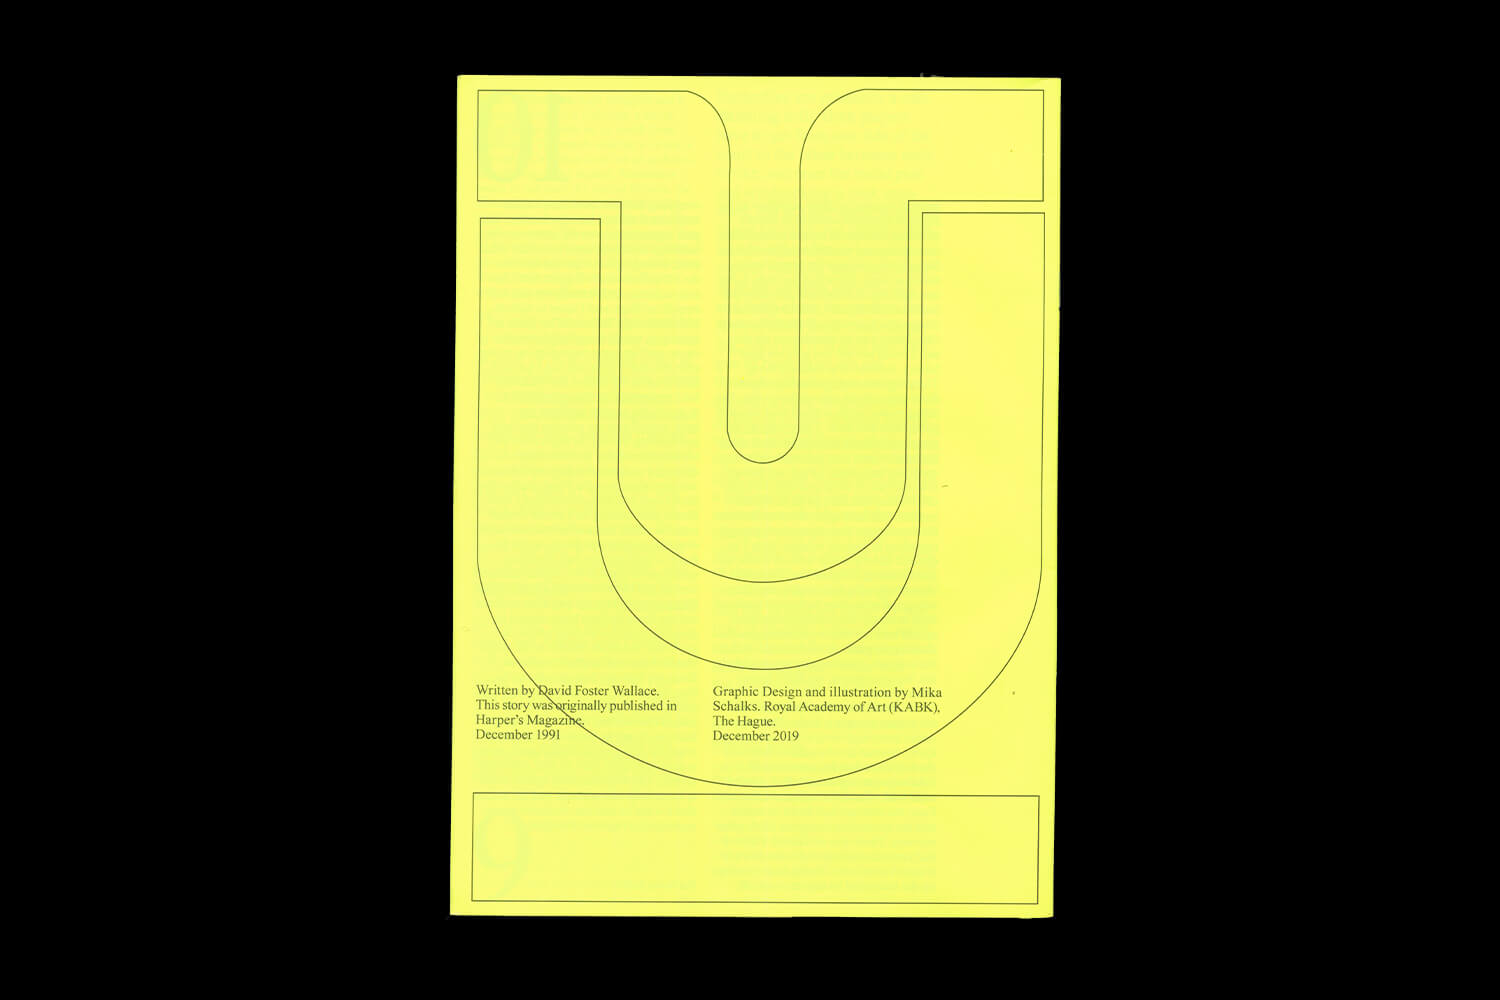 Written by David Foster Wallace.
This story was originally published in
Harper's Magazine.
December 1991
Graphic Design and illustration by Mika
Schalks. Royal Academy of Art (KABK),
The Hague.
December 2019